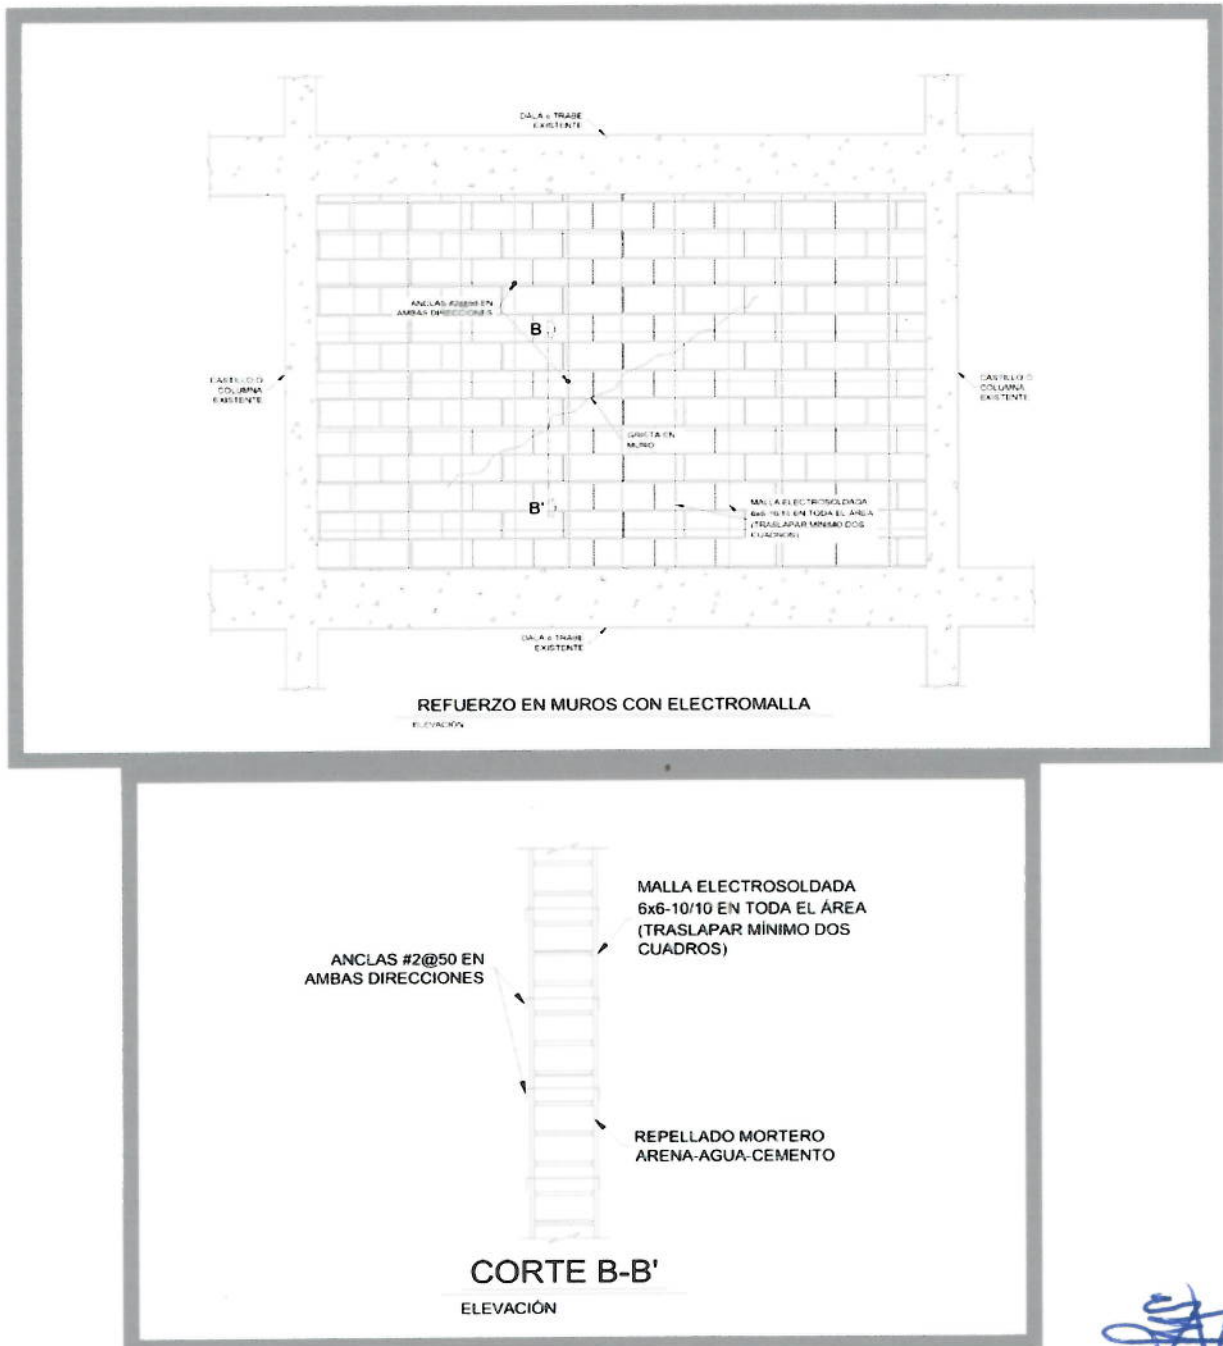 DALA o TRABE
EXISTENTE
ANCLAS #2@50 EN
AMBAS DIRECCIONES
B
CASTILLO O
COLUMNA
EXISTENTE
CASTILLO O
COLUMNA
EXISTENTE
GRIETA EN
MURO
B'
MALLA ELECTROSOLDADA
6x6-10/10 EN TODA EL ÁREA
(TRASLAPAR MÍNIMO DOS
CUADROS)
DALA o TRABE
EXISTENTE
REFUERZO EN MUROS CON ELECTROMALLA
ELEVACIÓN
MALLA ELECTROSOLDADA
6x6-10/10 EN TODA EL ÁREA
(TRASLAPAR MÍNIMO DOS
CUADROS)
ANCLAS #2@50 EN
AMBAS DIRECCIONES
REPELLADO MORTERO
ARENA-AGUA-CEMENTO
CORTE B-B'
ELEVACIÓN